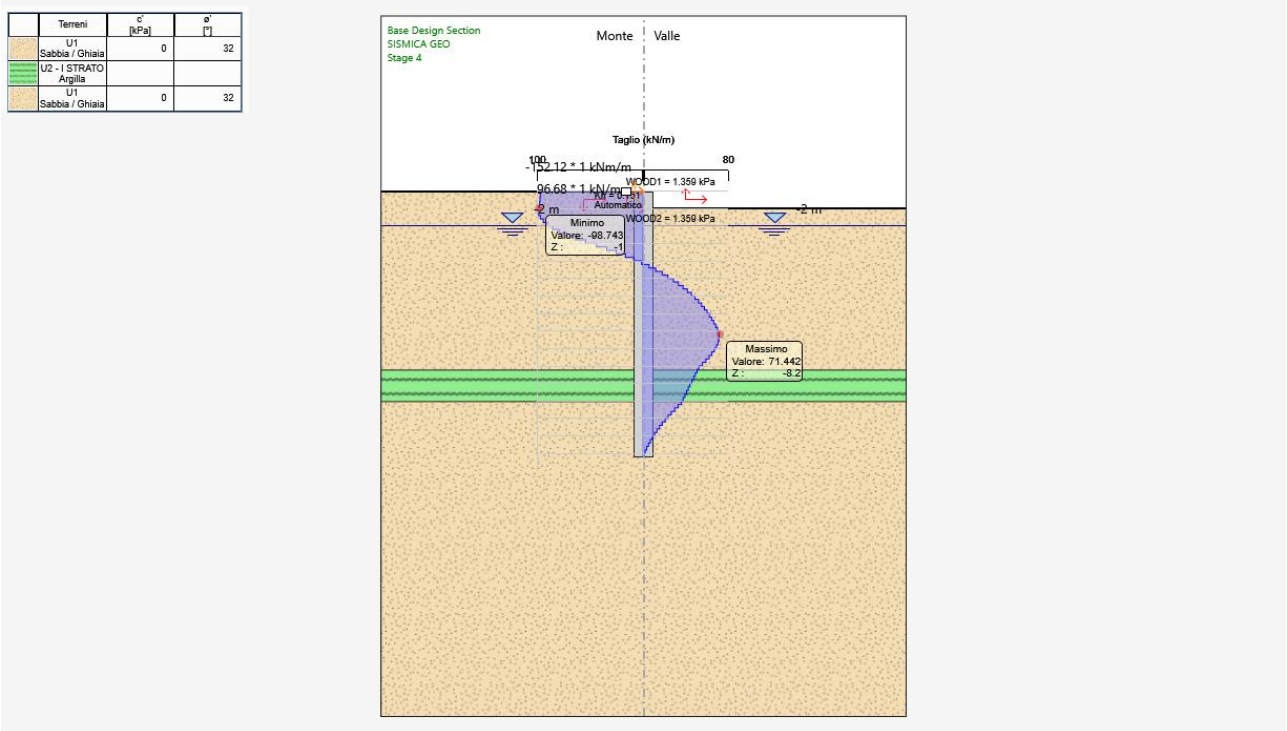 Terreni c' ø'
[kPa] [°]
U1
Sabbia / Ghiaia 0 32
U2 - I STRATO
Argilla
U1
Sabbia / Ghiaia 0 32
Base Design Section
SISMICA GEO
Stage 4
Monte Valle
Taglio (kN/m)
100 80
-152.12 * 1 kNm/m
WOOD1 = 1.359 kPa
96.68 * 1 kN/m
Automatico
-2 m -2 m
WOOD2 = 1.359 kPa
Minimo
Valore: -98.743
Z : -1
Massimo
Valore: 71.442
Z : -8.2